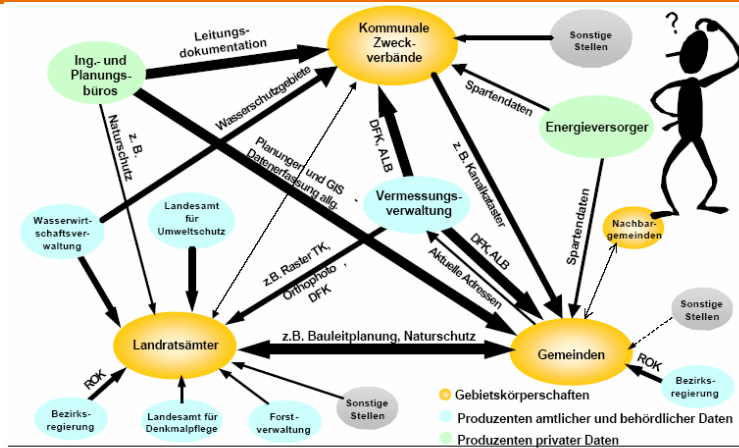 Leitungs-
dokumentation
Kommunale
Zweck-
verbände
Sonstige
Stellen
?
Ing.- und
Planungs-
büros
Wasserschutzgebiete
Spartendaten
Energieversorger
z. B.
Naturschutz
Planungen und GIS -
Datenerfassung allg.
DFK, ALB
z. B. Kanalkataster
Landesamt
für
Umweltschutz
Vermessungs-
verwaltung
Wasserwirt-
schaftsver-
waltung
Spartendaten
Nachbar-
gemeinden
z.B. Raster TK,
Orthophoto ,
DFK
DFK, ALB
Aktuelle Adressen
Sonstige
Stellen
Landratsämter
z.B. Bauleitplanung, Naturschutz
Gemeinden
ROK
ROK
Bezirks-
regierung
Landesamt für
Denkmalpflege
Forst-
verwaltung
Sonstige
Stellen
Bezirks-
regierung
Gebietskörperschaften
Produzenten amtlicher und behördlicher Daten
Produzenten privater Daten